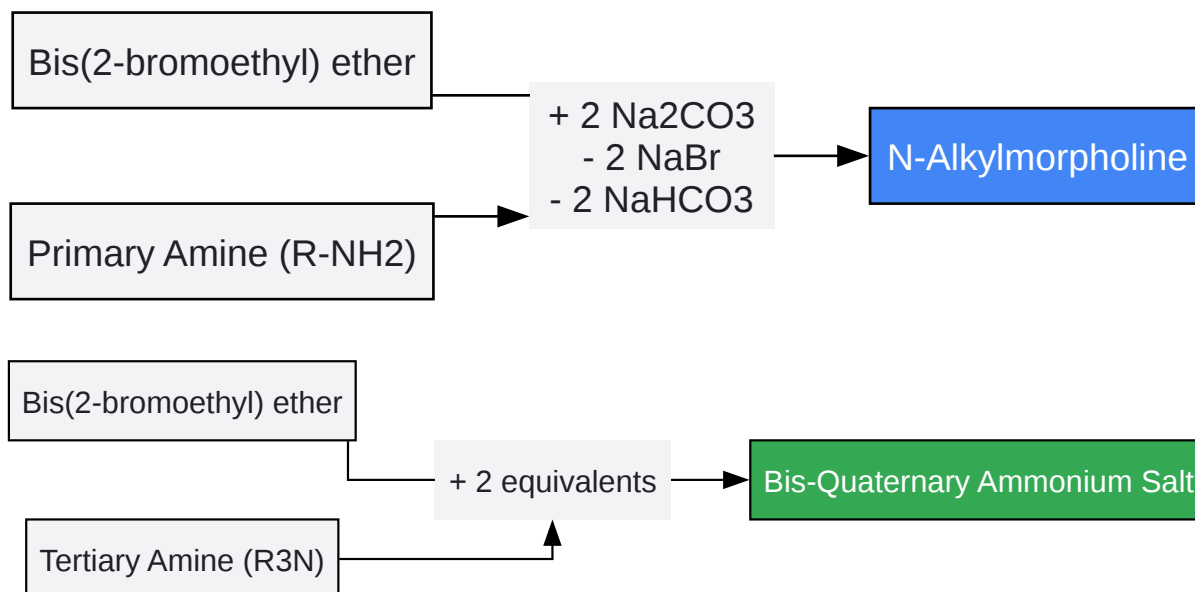 Bis(2-bromoethyl) ether
+ 2 Na2CO3
- 2 NaBr
- 2 NaHCO3
N-Alkylmorpholine
Primary Amine (R-NH2)
Bis(2-bromoethyl) ether
+ 2 equivalents
Bis-Quaternary Ammonium Salt
Tertiary Amine (R3N)